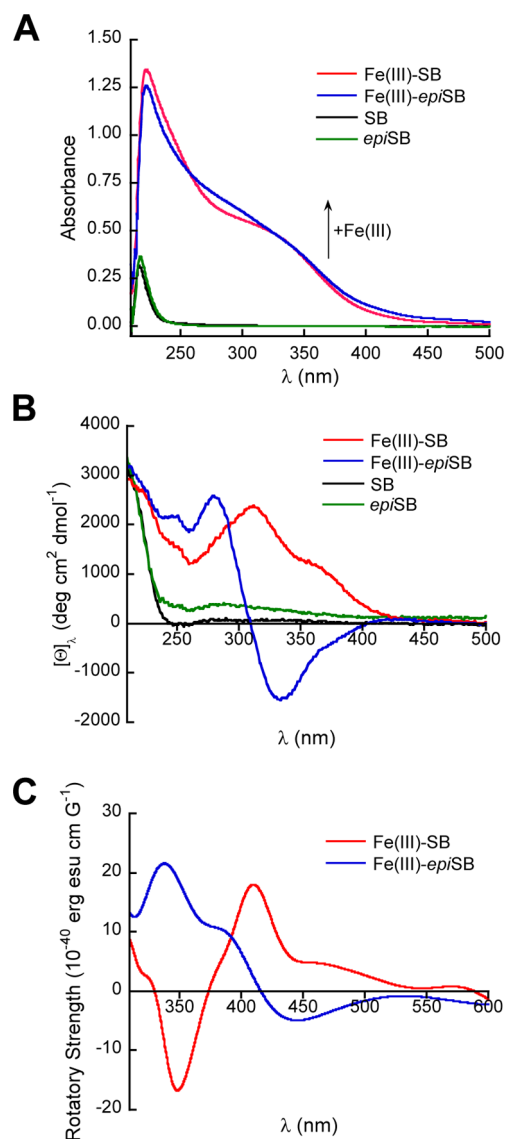 A
1.50
1.25
1.00
0.75
0.50
0.25
0.00
Absorbance
Fe(III)-SB
Fe(III)-epiSB
SB
epiSB
+Fe(III)
250 300 350 400 450 500
λ (nm)
B
4000
3000
2000
1000
0
-1000
-2000
[Θ]λ (deg cm² dmol⁻¹)
Fe(III)-SB
Fe(III)-epiSB
SB
epiSB
250 300 350 400 450 500
λ (nm)
C
30
20
10
0
-10
-20
Rotatory Strength (10⁻⁴⁰ erg esu cm G⁻¹)
Fe(III)-SB
Fe(III)-epiSB
350 400 450 500 550 600
λ (nm)